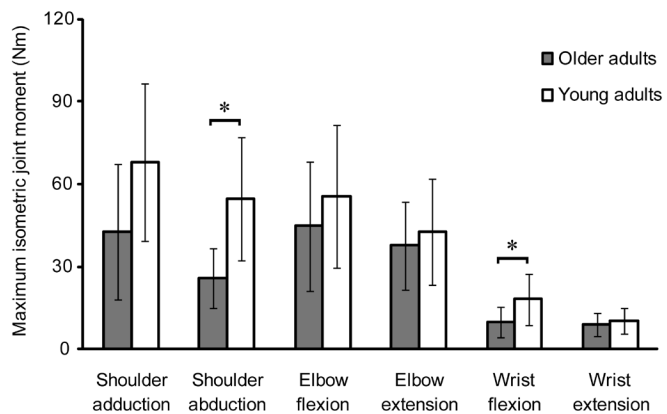 Maximum isometric joint moment (Nm)
120
90
60
30
0
Older adults
Young adults
*
*
Shoulder
adduction
Shoulder
abduction
Elbow
flexion
Elbow
extension
Wrist
flexion
Wrist
extension